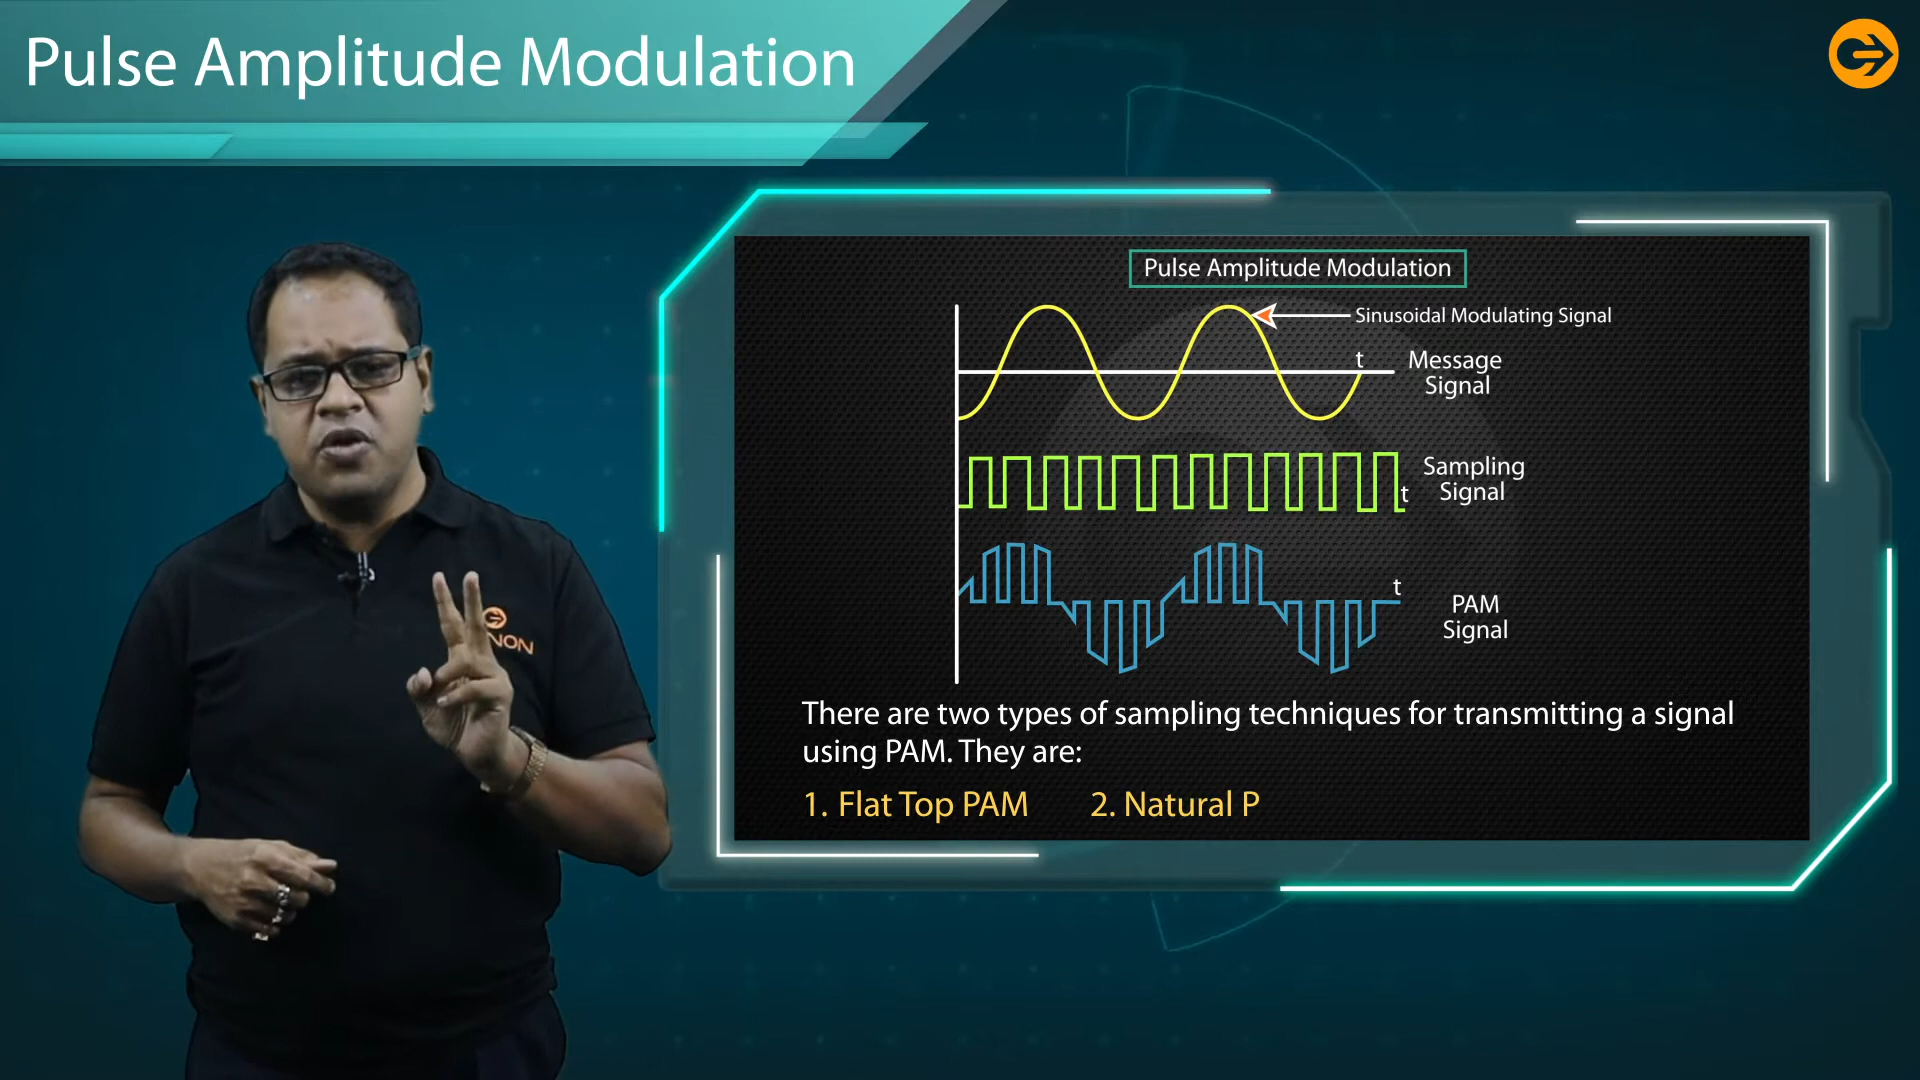 Pulse Amplitude Modulation
Pulse Amplitude Modulation
Sinusoidal Modulating Signal
t
Message
Signal
Sampling
Signal
t
t
PAM
Signal
There are two types of sampling techniques for transmitting a signal
using PAM. They are:
1. Flat Top PAM 2. Natural P
NON